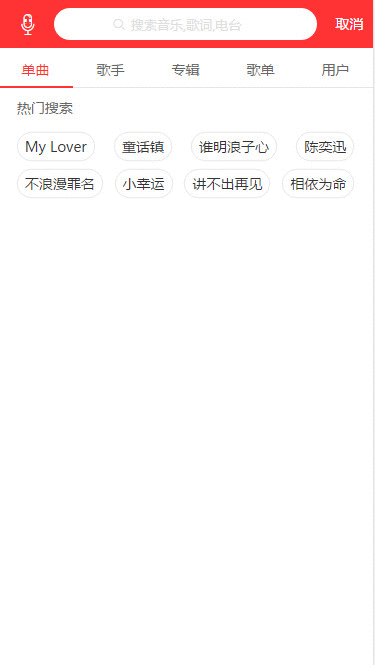 搜索音乐,歌词,电台 取消
单曲 歌手 专辑 歌单 用户
热门搜索
My Lover 童话镇 谁明浪子心 陈奕迅
不浪漫罪名 小幸运 讲不出再见 相依为命